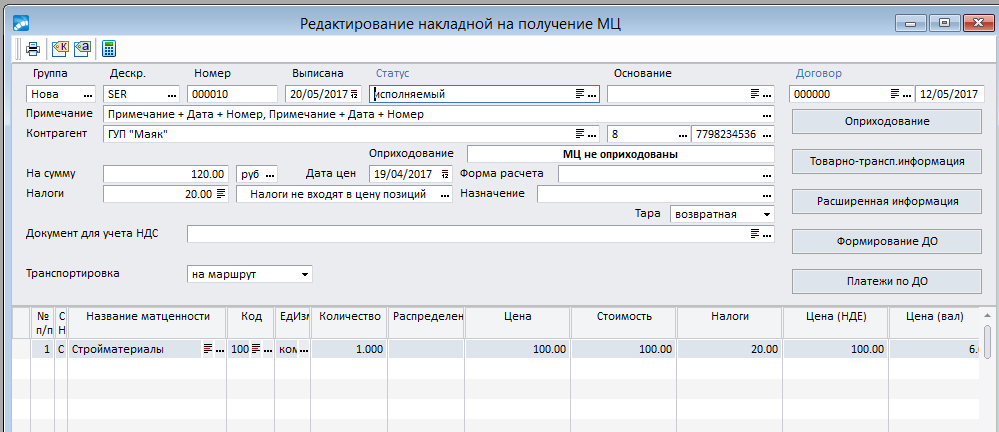 Редактирование накладной на получение МЦ
Группа Дескр. Номер Выписана Статус Основание Договор
Нова ... SER ... 000010 20/05/2017 исполняемый ... ... 000000 ... 12/05/2017
Примечание Примечание + Дата + Номер, Примечание + Дата + Номер ... Оприходование
Контрагент ГУП "Маяк" ... 8 ... 7798234536 ...
Оприходование МЦ не оприходованы Товарно-трансп.информация
На сумму 120.00 руб ... Дата цен 19/04/2017 Форма расчета ...
Налоги 20.00 Налоги не входят в цену позиций ... Назначение ... Расширенная информация
Тара возвратная
Документ для учета НДС ... Формирование ДО
Транспортировка на маршрут Платежи по ДО
№ С Название матценности Код ЕдИзм Количество Распределен Цена Стоимость Налоги Цена (НДЕ) Цена (вал)
п/п Н
1 С Стройматериалы ... 100 ... ком ... 1.000 100.00 100.00 20.00 100.00 6.